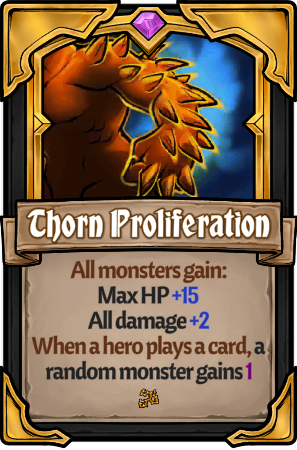 Thorn Proliferation
All monsters gain:
Max HP +15
All damage +2
When a hero plays a card, a
random monster gains 1